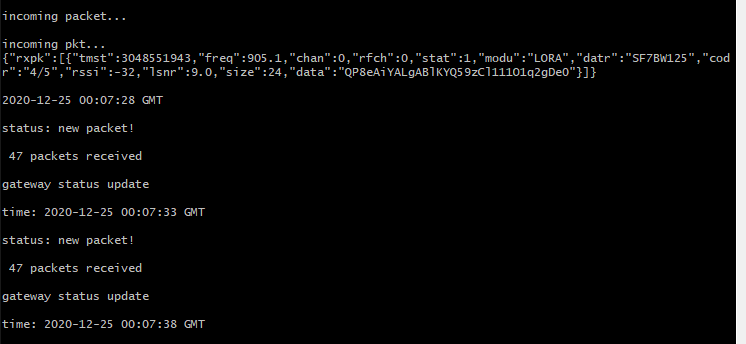 incoming packet...
incoming pkt...
{"rxpk":[{"tmst":3048551943,"freq":905.1,"chan":0,"rfch":0,"stat":1,"modu":"LORA","datr":"SF7BW125","cod
r":"4/5","rssi":-32,"lsnr":9.0,"size":24,"data":"QP8eAiYALgABlKYQ59zCl111O1q2gDeO"}]}
2020-12-25 00:07:28 GMT
status: new packet!
47 packets received
gateway status update
time: 2020-12-25 00:07:33 GMT
status: new packet!
47 packets received
gateway status update
time: 2020-12-25 00:07:38 GMT